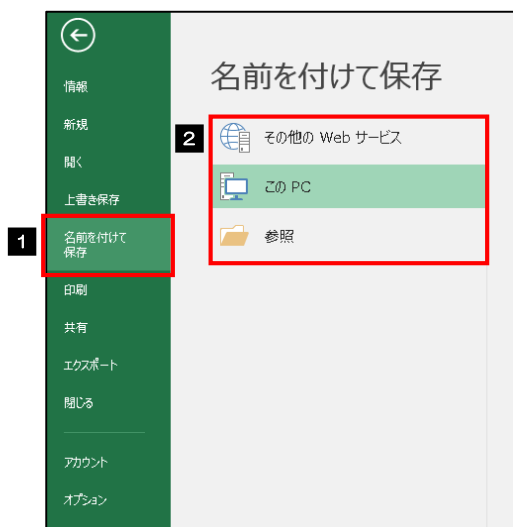 情報
新規
開く
上書き保存
1
名前を付けて
保存
印刷
共有
エクスポート
閉じる
アカウント
オプション
名前を付けて保存
2
その他の Web サービス
この PC
参照